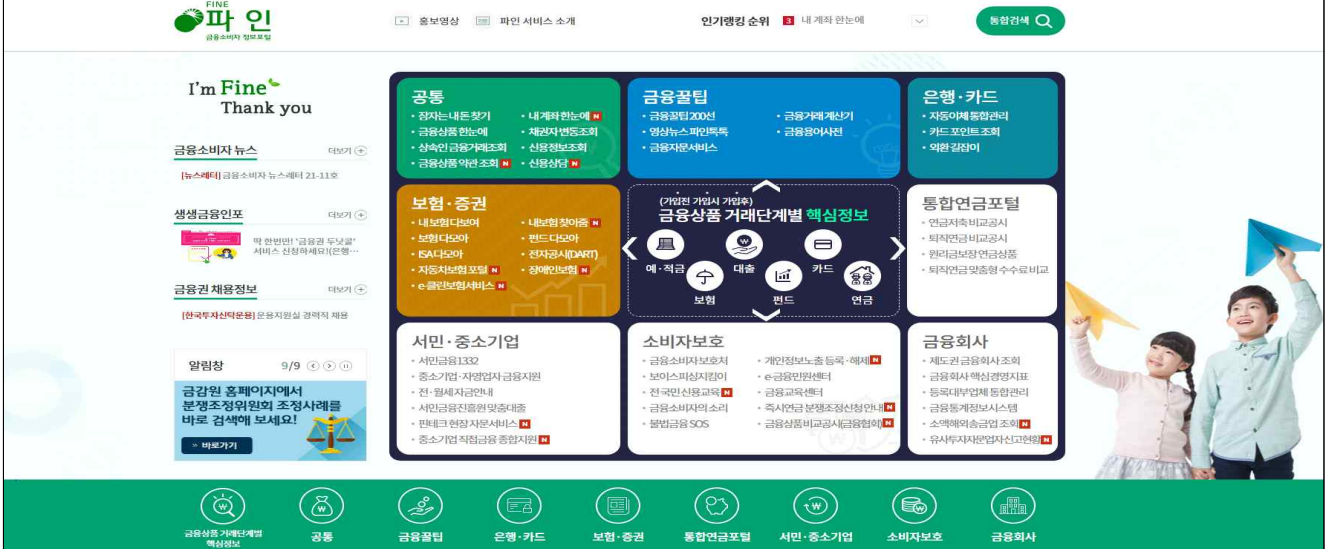 FINE
파인
금융소비자 정보포털
홍보영상
파인 서비스 소개
인기랭킹 순위 3 내 계좌 한눈에
통합검색
I'm Fine
Thank you
금융소비자 뉴스 더보기
[뉴스레터] 금융소비자 뉴스레터 21-11호
생생금융인포 더보기
딱 한번만! '금융권 두낫콜'
서비스 신청하세요!(은행…
금융권 채용정보 더보기
[한국투자신탁운용] 운용지원실 경력직 채용
알림창 9/9
금감원 홈페이지에서
분쟁조정위원회 조정사례를
바로 검색해 보세요!
» 바로가기
공통
· 잠자는 내 돈 찾기
· 금융상품 한눈에
· 상속인 금융거래조회
· 금융상품 약관 조회 N
· 내 계좌 한눈에 N
· 채권자 변동조회
· 신용정보조회
· 신용상담 N
금융꿀팁
· 금융꿀팁 200선
· 영상뉴스 파인톡톡
· 금융자문서비스
· 금융거래 계산기
· 금융용어사전
은행·카드
· 자동이체 통합관리
· 카드 포인트 조회
· 외환 길잡이
보험·증권
· 내 보험 다보여
· 보험다모아
· ISA다모아
· 자동차보험 포털 N
· e-클린보험서비스 N
· 내보험 찾아줌 N
· 펀드 다모아
· 전자공시(DART)
· 장애인보험 N
(가입전 가입시 가입후)
금융상품 거래단계별 핵심정보
예·적금
대출
카드
보험
펀드
연금
통합연금포털
· 연금저축 비교공시
· 퇴직연금 비교공시
· 원리금보장 연금상품
· 퇴직연금 맞춤형 수수료 비교
서민·중소기업
· 서민금융1332
· 중소기업·자영업자 금융지원
· 전·월세 자금안내
· 서민금융진흥원 맞춤대출
· 핀테크 현장 자문서비스 N
· 중소기업 직접금융 종합지원 N
소비자보호
· 금융소비자 보호처
· 보이스피싱지킴이
· 전국민 신용교육 N
· 금융소비자의 소리
· 불법금융 SOS
· 개인정보노출 등록·해제 N
· e-금융민원센터
· 금융교육센터
· 즉시연금 분쟁조정신청 안내 N
· 금융상품 비교공시(금융협회) N
금융회사
· 제도권 금융회사 조회
· 금융회사 핵심경영지표
· 등록대부업체 통합관리
· 금융통계정보시스템
· 소액해외송금업 조회 N
· 유사투자자문업자 신고현황 N
금융상품 거래단계별
핵심정보
공통
금융꿀팁
은행·카드
보험·증권
통합연금포털
서민·중소기업
소비자보호
금융회사